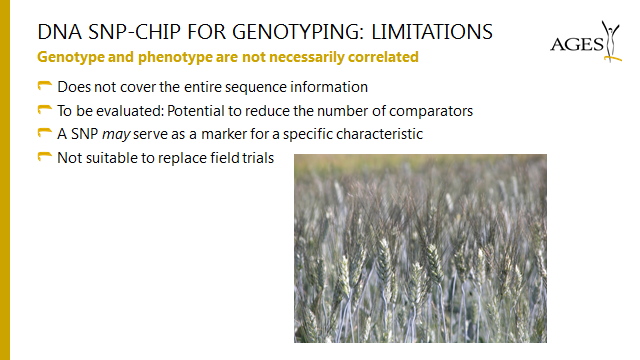 DNA SNP-CHIP FOR GENOTYPING: LIMITATIONS
AGES
Genotype and phenotype are not necessarily correlated
Does not cover the entire sequence information
To be evaluated: Potential to reduce the number of comparators
A SNP may serve as a marker for a specific characteristic
Not suitable to replace field trials